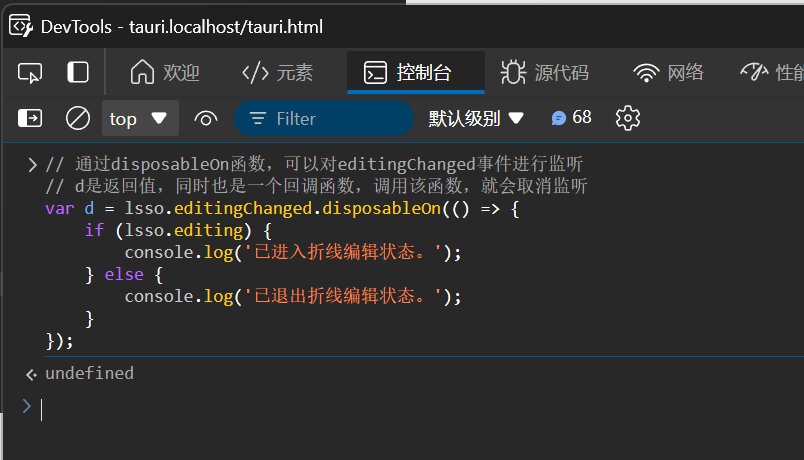 DevTools - tauri.localhost/tauri.html
欢迎 </> 元素 控制台 源代码 网络 性能
top Filter 默认级别 68
// 通过disposableOn函数，可以对editingChanged事件进行监听
// d是返回值，同时也是一个回调函数，调用该函数，就会取消监听
var d = lsso.editingChanged.disposableOn(() => {
    if (lsso.editing) {
        console.log('已进入折线编辑状态。');
    } else {
        console.log('已退出折线编辑状态。');
    }
});
undefined